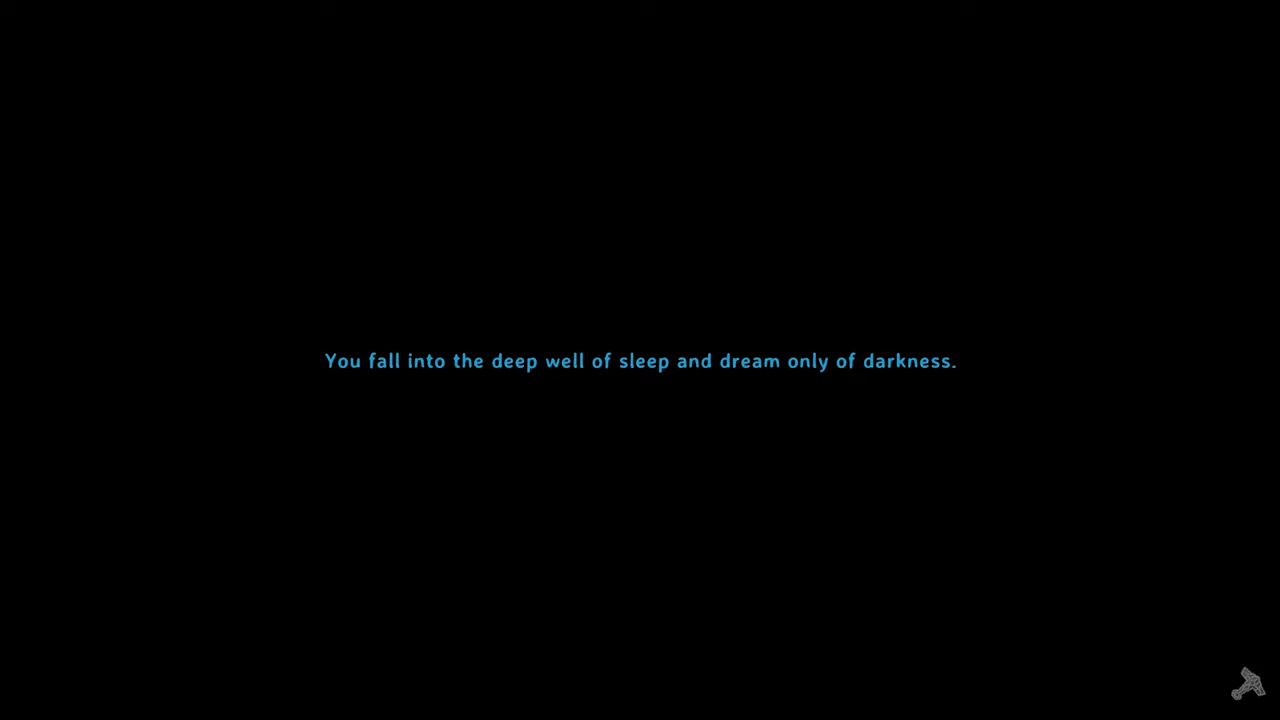 You fall into the deep well of sleep and dream only of darkness.